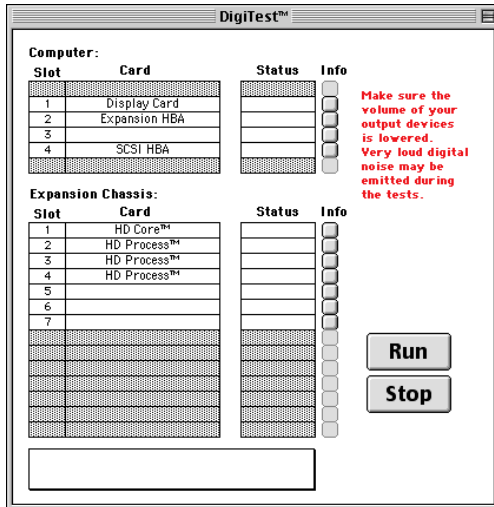 DigiTest™
Computer:
Slot Card Status Info
1 Display Card
2 Expansion HBA
3
4 SCSI HBA
Make sure the
volume of your
output devices
is lowered.
Very loud digital
noise may be
emitted during
the tests.
Expansion Chassis:
Slot Card Status Info
1 HD Core™
2 HD Process™
3 HD Process™
4 HD Process™
5
6
7
Run
Stop